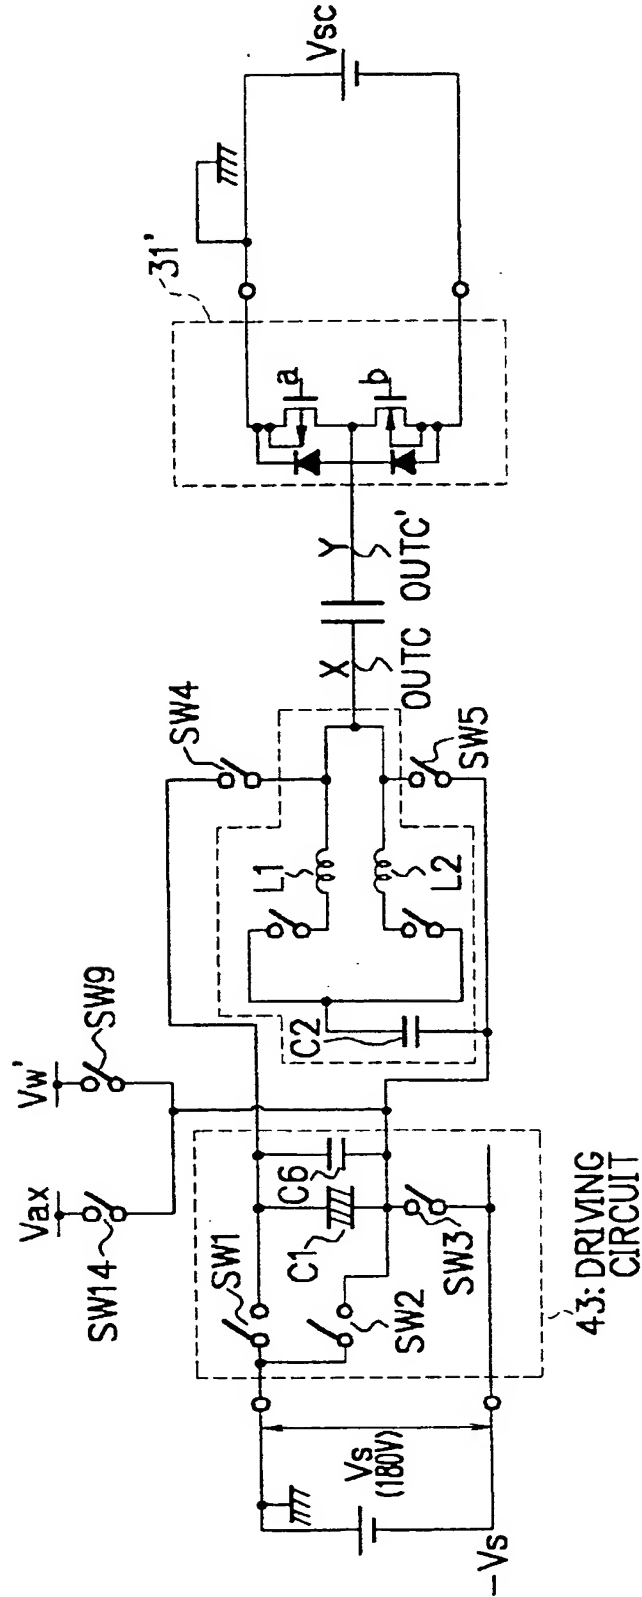 Vsc
31'
a
b
Y
OUTC'
X
OUTC
SW4
SW5
L1
L2
C2
Vw'
SW9
Vax
SW14
C6
C1
SW1
SW2
SW3
43: DRIVING
CIRCUIT
Vs
(180V)
-Vs